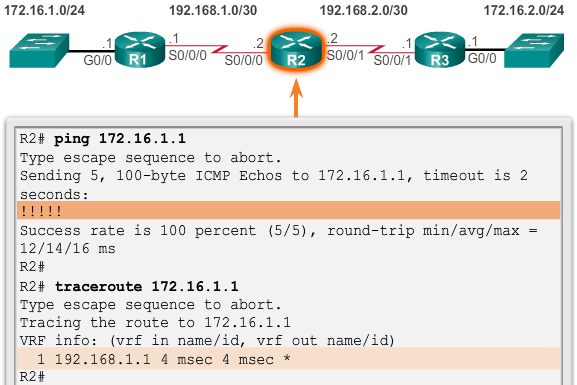 172.16.1.0/24 192.168.1.0/30 192.168.2.0/30 172.16.2.0/24
.1 .1 .2 .2 .1 .1
G0/0 R1 S0/0/0 S0/0/0 R2 S0/0/1 S0/0/1 R3 G0/0
R2# ping 172.16.1.1
Type escape sequence to abort.
Sending 5, 100-byte ICMP Echos to 172.16.1.1, timeout is 2
seconds:
!!!!!
Success rate is 100 percent (5/5), round-trip min/avg/max =
12/14/16 ms
R2#
R2# traceroute 172.16.1.1
Type escape sequence to abort.
Tracing the route to 172.16.1.1
VRF info: (vrf in name/id, vrf out name/id)
1 192.168.1.1 4 msec 4 msec *
R2#